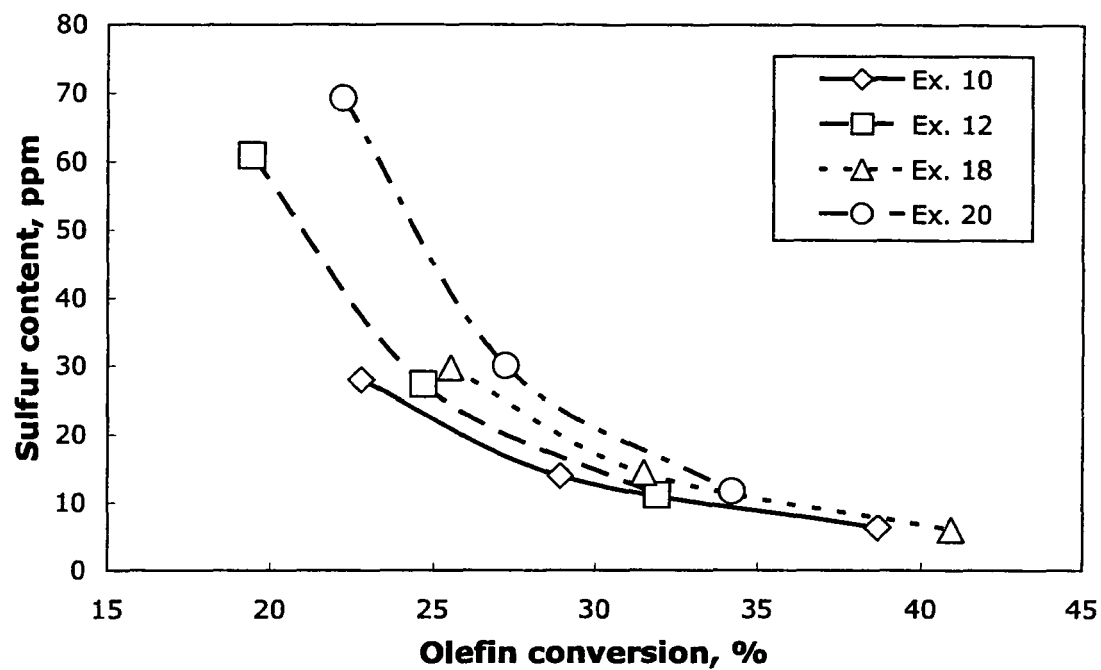 80
70
60
50
40
30
20
10
0
Sulfur content, ppm
Ex. 10
Ex. 12
Ex. 18
Ex. 20
15 20 25 30 35 40 45
Olefin conversion, %